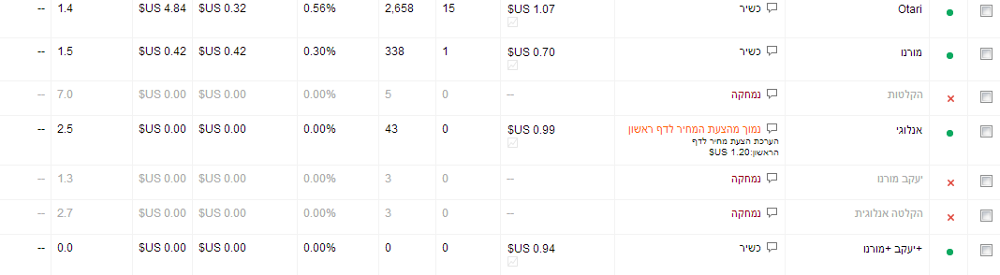 Otari כשיר $US 1.07 15 2,658 0.56% $US 0.32 $US 4.84 1.4 --
מורנו כשיר $US 0.70 1 338 0.30% $US 0.42 $US 0.42 1.5 --
הקלטות נמחקה -- 0 5 0.00% $US 0.00 $US 0.00 7.0 --
אנלוגי נמוך מהצעת המחיר לדף ראשון $US 0.99 0 43 0.00% $US 0.00 $US 0.00 2.5 --
הערכת הצעת מחיר לדף
הראשון:1.20 US$
יעקב מורנו נמחקה -- 0 3 0.00% $US 0.00 $US 0.00 1.3 --
הקלטה אנלוגית נמחקה -- 0 3 0.00% $US 0.00 $US 0.00 2.7 --
+יעקב +מורנו כשיר $US 0.94 0 0 0.00% $US 0.00 $US 0.00 0.0 --